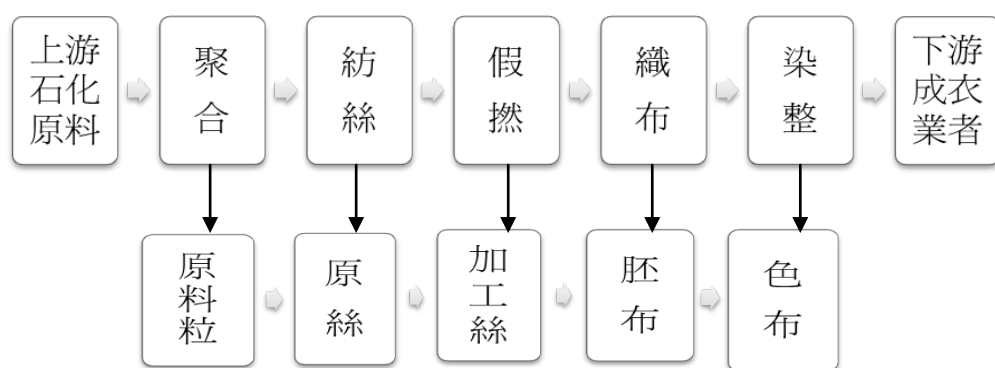 上游
石化
原料
聚合
紡絲
假撚
織布
染整
下游
成衣
業者
原料粒
原絲
加工絲
胚布
色布